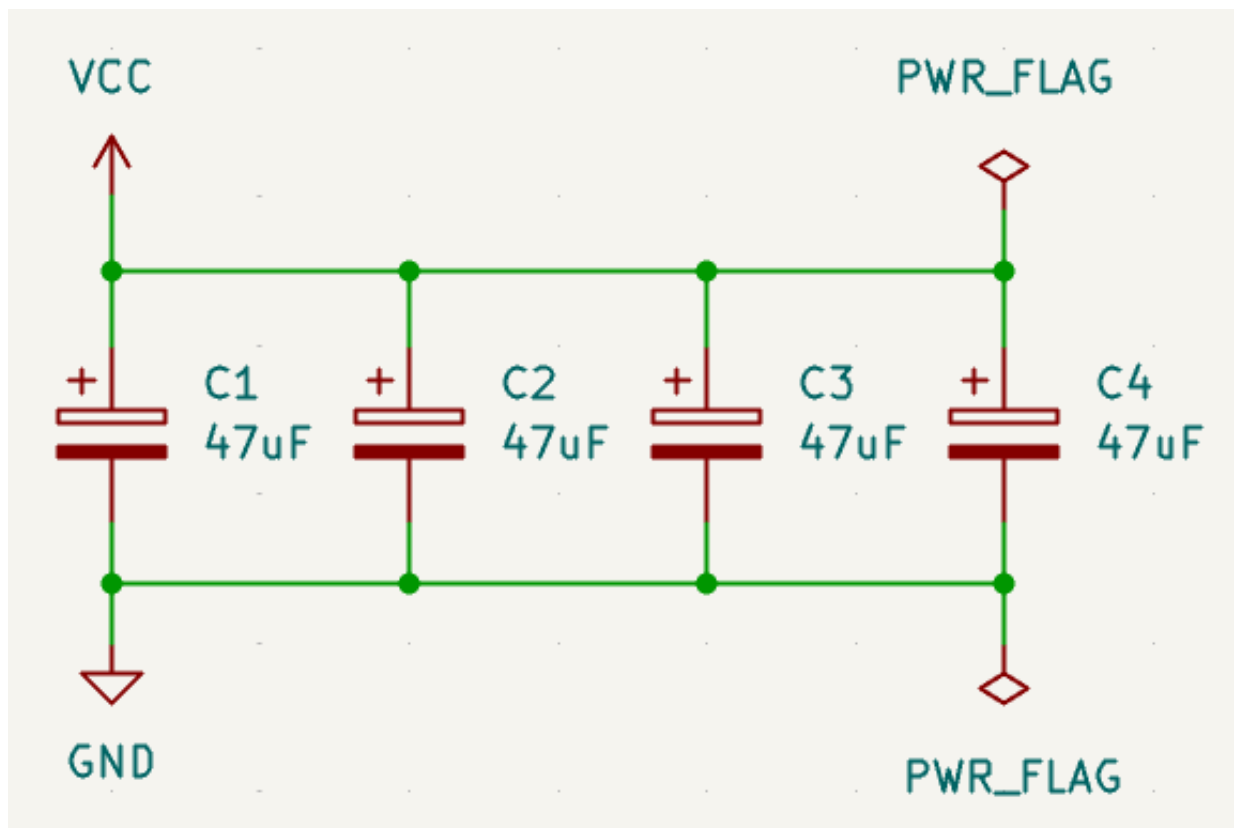 VCC
PWR_FLAG
+
C1
47uF
+
C2
47uF
+
C3
47uF
+
C4
47uF
GND
PWR_FLAG